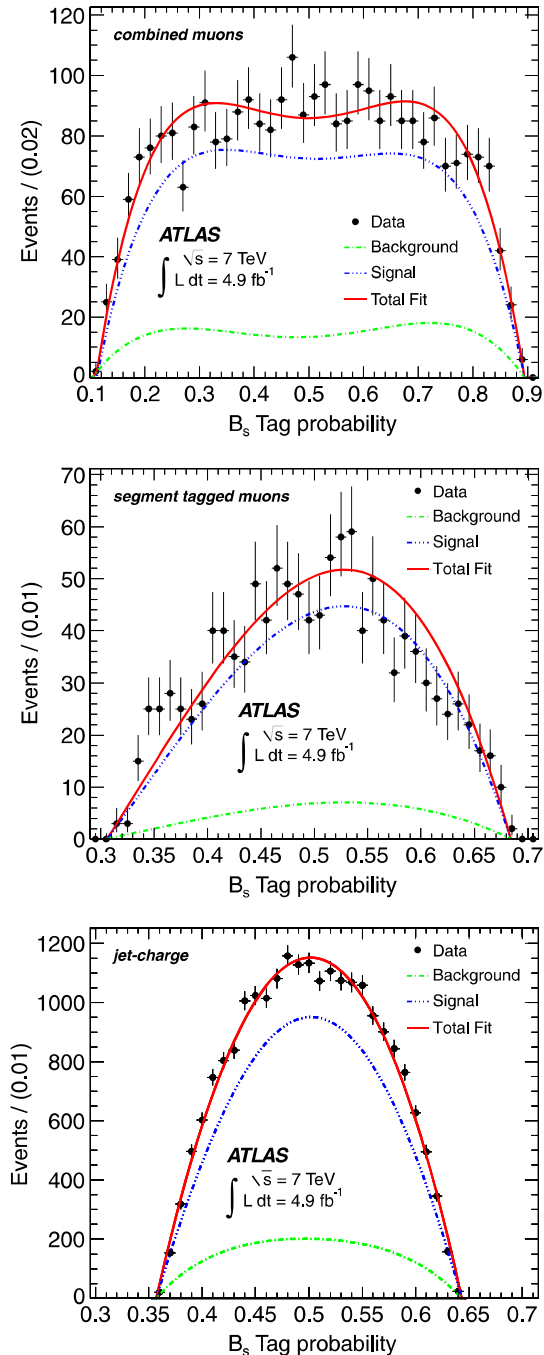 combined muons
120
100
80
60
40
20
0
Events / (0.02)
ATLAS
∫ √s = 7 TeV
L dt = 4.9 fb-1
Data
Background
Signal
Total Fit
0.1 0.2 0.3 0.4 0.5 0.6 0.7 0.8 0.9
Bs Tag probability
segment tagged muons
70
60
50
40
30
20
10
0
Events / (0.01)
Data
Background
Signal
Total Fit
ATLAS
∫ √s = 7 TeV
L dt = 4.9 fb-1
0.3 0.35 0.4 0.45 0.5 0.55 0.6 0.65 0.7
Bs Tag probability
jet-charge
1200
1000
800
600
400
200
0
Events / (0.01)
Data
Background
Signal
Total Fit
ATLAS
∫ √s = 7 TeV
L dt = 4.9 fb-1
0.3 0.35 0.4 0.45 0.5 0.55 0.6 0.65 0.7
Bs Tag probability